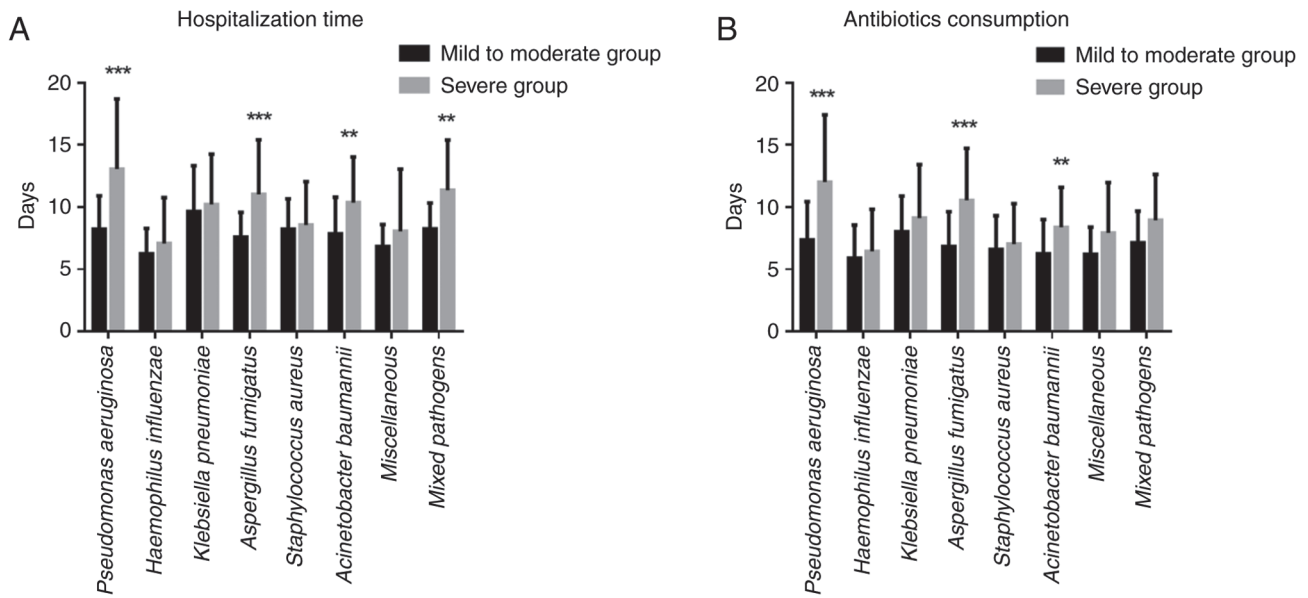 A
Hospitalization time
Mild to moderate group
Severe group
Days
20
15
10
5
0
***
***
**
**
Pseudomonas aeruginosa
Haemophilus influenzae
Klebsiella pneumoniae
Aspergillus fumigatus
Staphylococcus aureus
Acinetobacter baumannii
Miscellaneous
Mixed pathogens
B
Antibiotics consumption
Mild to moderate group
Severe group
Days
20
15
10
5
0
***
***
**
Pseudomonas aeruginosa
Haemophilus influenzae
Klebsiella pneumoniae
Aspergillus fumigatus
Staphylococcus aureus
Acinetobacter baumannii
Miscellaneous
Mixed pathogens